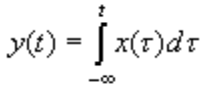 y(t) = ∫_{-∞}^{t} x(τ)dτ